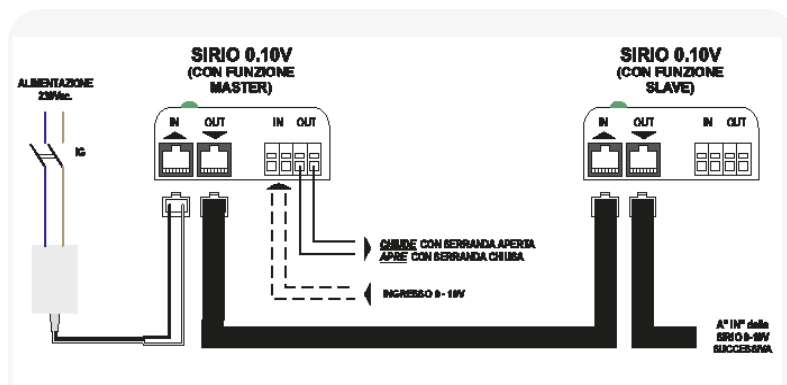 SIRIO 0.10V
(CON FUNZIONE
MASTER)
SIRIO 0.10V
(CON FUNZIONE
SLAVE)
ALIMENTAZIONE
230Vac.
IG
IN
OUT
IN
OUT
IN
OUT
IN
OUT
CHIUDE CON SERRANDA APERTA
APRE CON SERRANDA CHIUSA
INGRESSO 0 - 10V
A" IN" della
SIRIO 0-10V
SUCCESSIVA